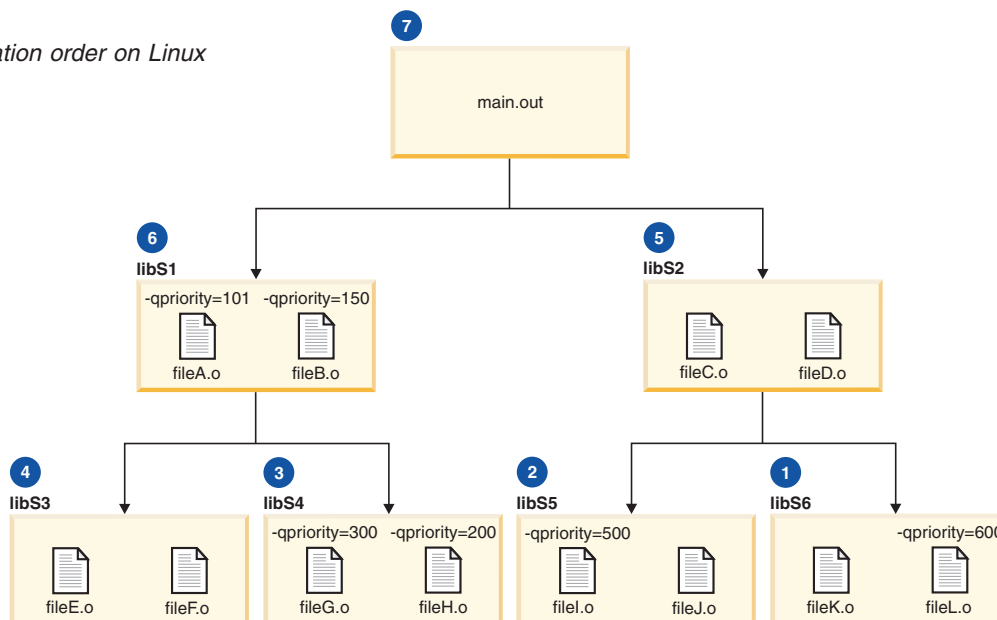 7
ation order on Linux
main.out
6
libS1
5
libS2
-qpriority=101 -qpriority=150
fileA.o fileB.o
fileC.o fileD.o
4
libS3
3
libS4
2
libS5
1
libS6
-qpriority=300 -qpriority=200
-qpriority=500
-qpriority=600
fileE.o fileF.o
fileG.o fileH.o
fileI.o fileJ.o
fileK.o fileL.o